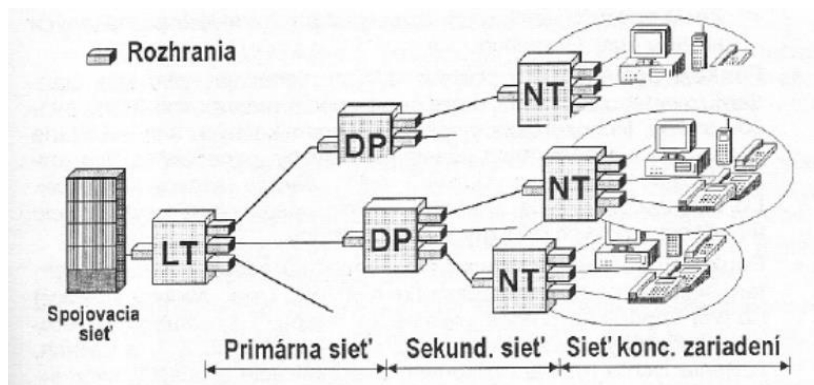 Rozhrania
NT
DP
NT
LT
DP
NT
Spojovacia
sieť
Primárna sieť
Sekund. sieť
Sieť konc. zariadení